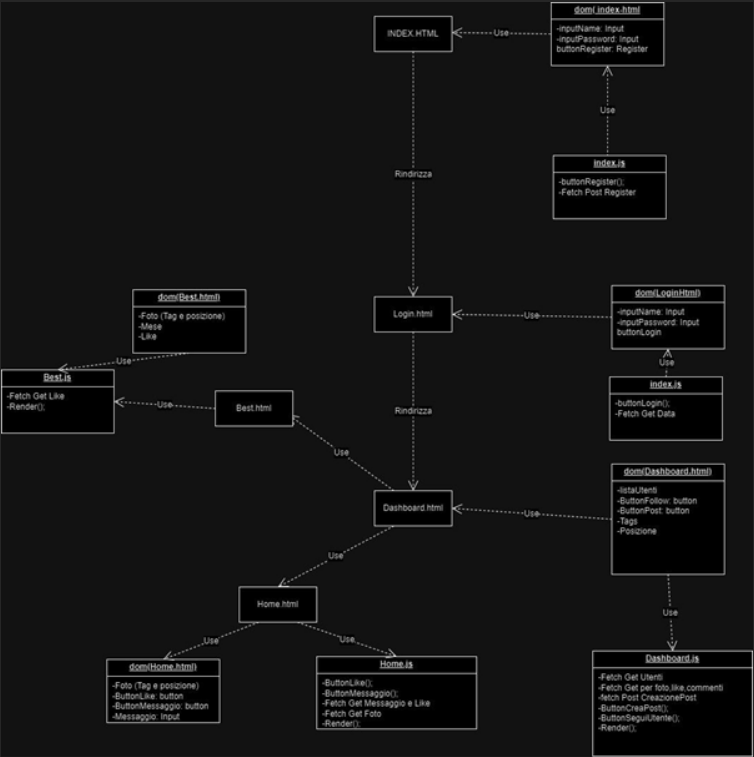 dom( index-html
-inputName: Input
-inputPassword: Input
buttonRegister: Register
INDEX.HTML
Use
Use
index.js
-buttonRegister();
-Fetch Post Register
Rindirizza
dom(LoginHtml)
-inputName: Input
-inputPassword: Input
buttonLogin
Login.html
Use
Use
index.js
-buttonLogin();
-Fetch Get Data
dom(Best.html)
-Foto (Tag e posizione)
-Mese
-Like
Use
Best.js
-Fetch Get Like
-Render();
Use
Best.html
Rindirizza
Use
dom(Dashboard.html)
-listaUtenti
-ButtonFollow: button
-ButtonPost: button
-Tags
-Posizione
Dashboard.html
Use
Use
Home.html
Use
Use
Use
dom(Home.html)
-Foto (Tag e posizione)
-ButtonLike: button
-ButtonMessaggio: button
-Messaggio: Input
Home.js
-ButtonLike();
-ButtonMessaggio();
-Fetch Get Messaggio e Like
-Fetch Get Foto
-Render();
Dashboard.js
-Fetch Get Utenti
-Fetch Get per foto,like,commenti
-fetch Post CreazionePost
-ButtonCreaPost();
-ButtonSeguiUtente();
-Render();